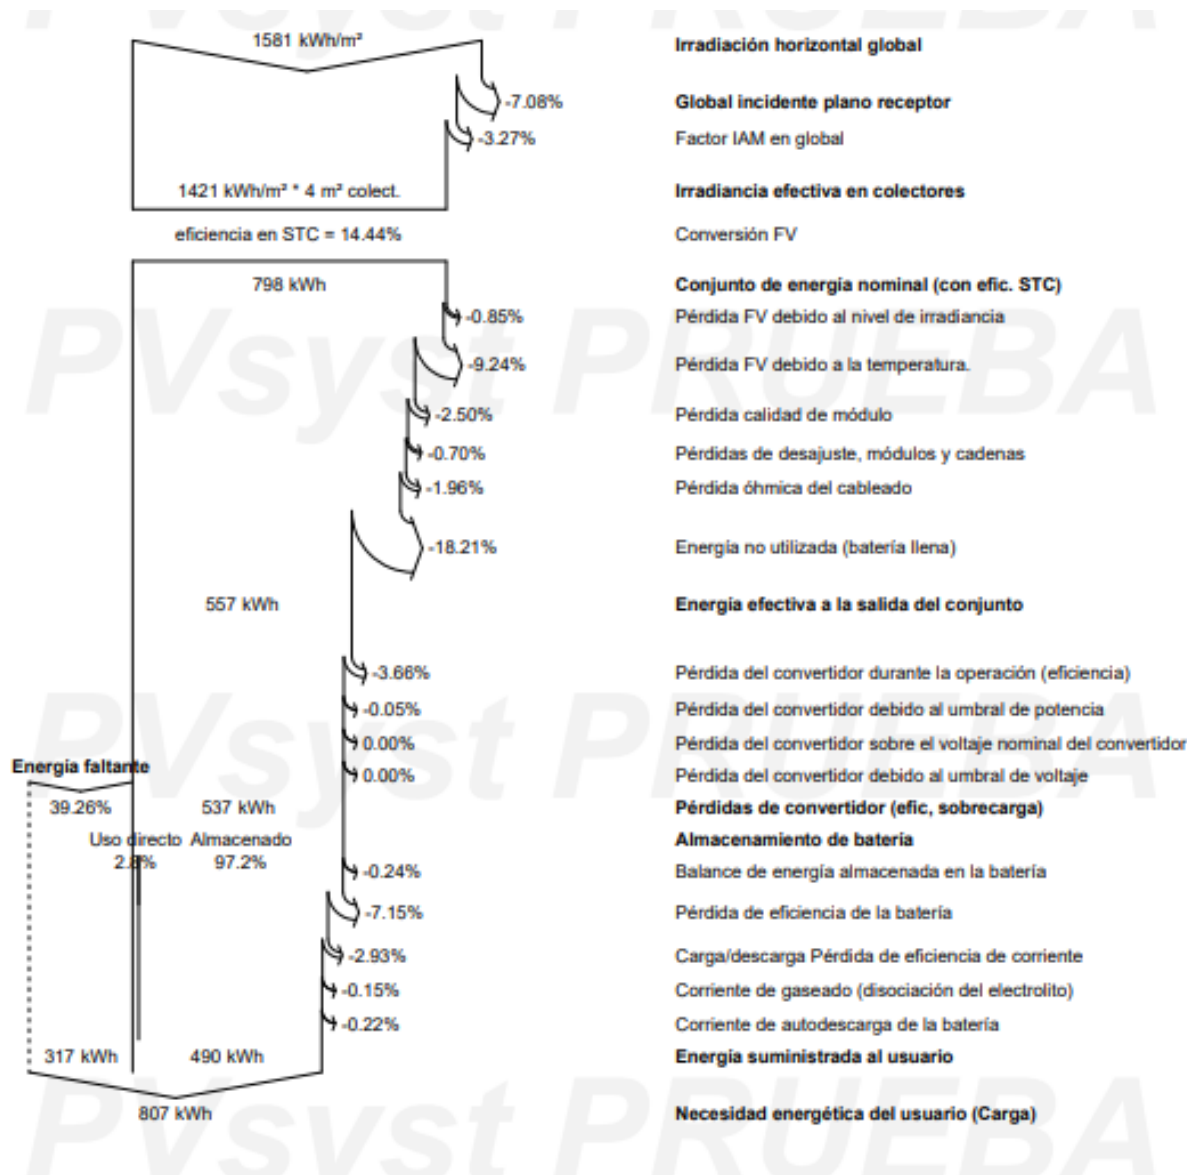 PVsyst PRUEBA
1581 kWh/m² Irradiación horizontal global
-7.08% Global incidente plano receptor
-3.27% Factor IAM en global
1421 kWh/m² * 4 m² colect. Irradiancia efectiva en colectores
eficiencia en STC = 14.44% Conversión FV
798 kWh Conjunto de energía nominal (con efic. STC)
-0.85% Pérdida FV debido al nivel de irradiancia
PVsyst PRUEBA
-9.24% Pérdida FV debido a la temperatura.
-2.50% Pérdida calidad de módulo
-0.70% Pérdidas de desajuste, módulos y cadenas
-1.96% Pérdida óhmica del cableado
-18.21% Energía no utilizada (batería llena)
557 kWh Energía efectiva a la salida del conjunto
-3.66% Pérdida del convertidor durante la operación (eficiencia)
-0.05% Pérdida del convertidor debido al umbral de potencia
PVsyst PRUEBA
0.00% Pérdida del convertidor sobre el voltaje nominal del convertidor
Energía faltante
0.00% Pérdida del convertidor debido al umbral de voltaje
39.26% 537 kWh Pérdidas de convertidor (efic, sobrecarga)
Uso directo Almacenado Almacenamiento de batería
2.8% 97.2% -0.24% Balance de energía almacenada en la batería
-7.15% Pérdida de eficiencia de la batería
-2.93% Carga/descarga Pérdida de eficiencia de corriente
-0.15% Corriente de gaseado (disociación del electrolito)
-0.22% Corriente de autodescarga de la batería
317 kWh 490 kWh Energía suministrada al usuario
807 kWh Necesidad energética del usuario (Carga)
PVsyst PRUEBA